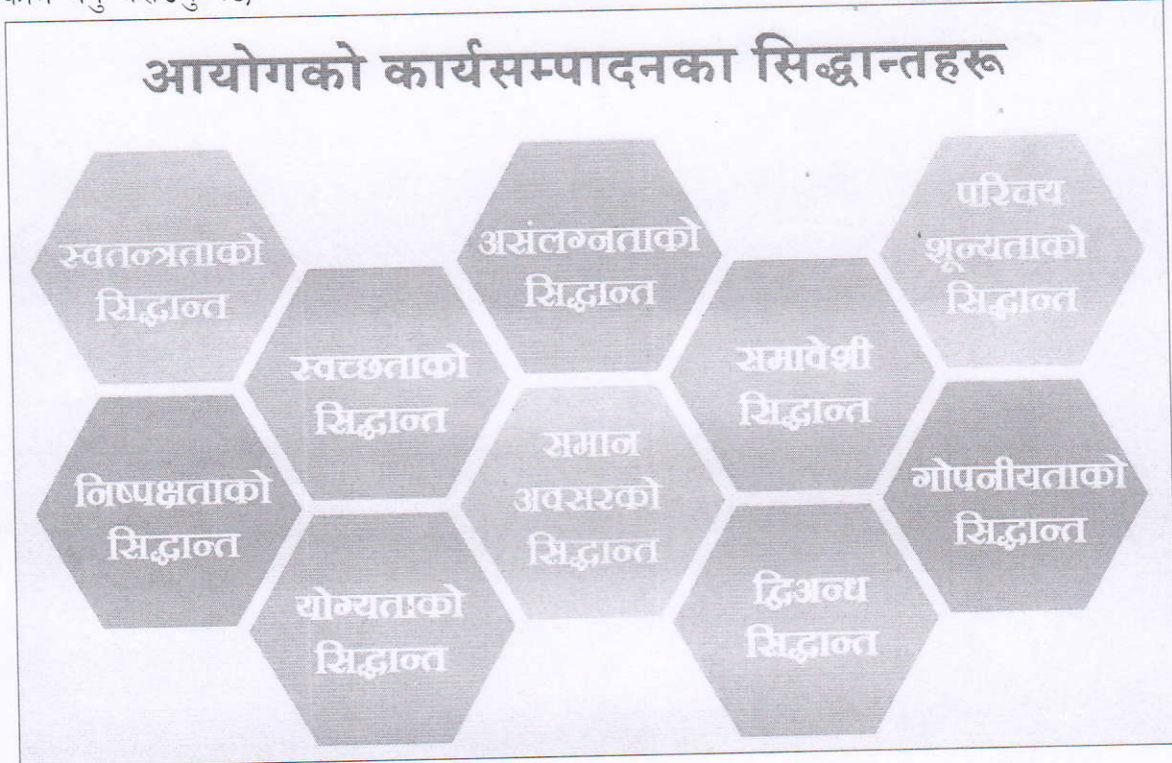 आयोगको कार्यसम्पादनका सिद्धान्तहरू
स्वतन्त्रताको
सिद्धान्त
स्वच्छताको
सिद्धान्त
असंलग्नताको
सिद्धान्त
समावेशी
सिद्धान्त
परिचय
शून्यताको
सिद्धान्त
निष्पक्षताको
सिद्धान्त
योग्यताको
सिद्धान्त
समान
अवसरको
सिद्धान्त
द्विअन्ध
सिद्धान्त
गोपनीयताको
सिद्धान्त